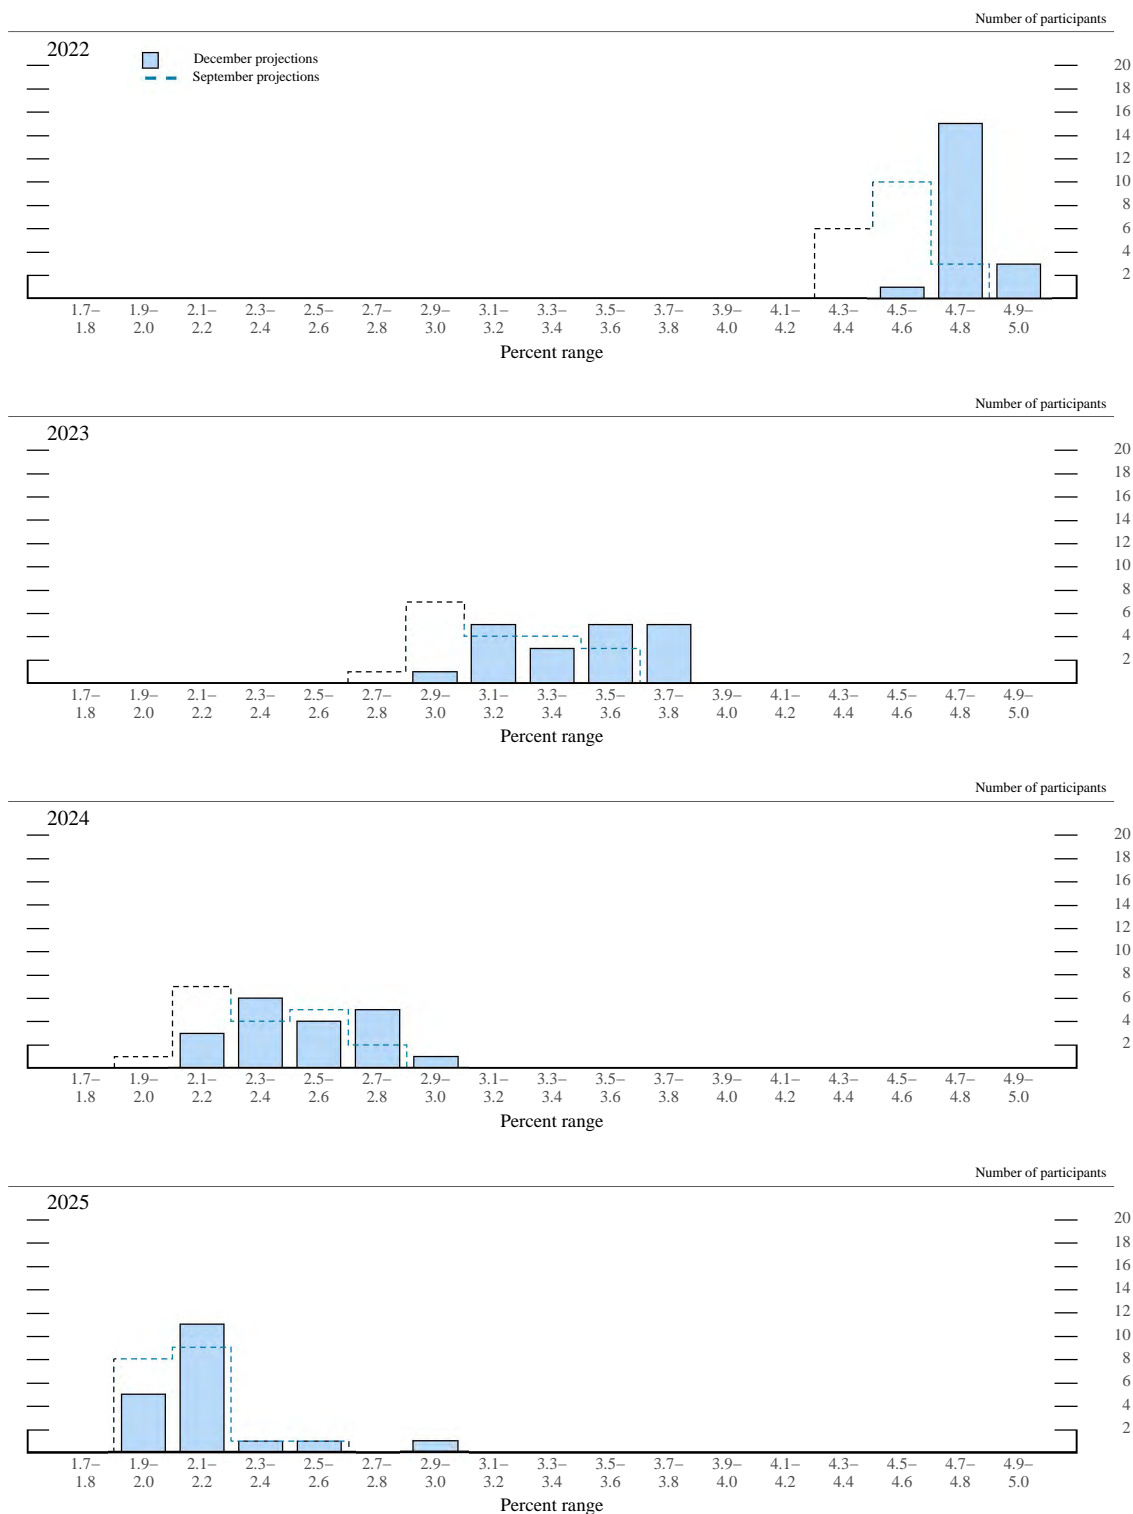 Number of participants
2022
December projections
September projections
20
18
16
14
12
10
8
6
4
2
1.7– 1.9– 2.1– 2.3– 2.5– 2.7– 2.9– 3.1– 3.3– 3.5– 3.7– 3.9– 4.1– 4.3– 4.5– 4.7– 4.9–
1.8 2.0 2.2 2.4 2.6 2.8 3.0 3.2 3.4 3.6 3.8 4.0 4.2 4.4 4.6 4.8 5.0
Percent range
Number of participants
2023
20
18
16
14
12
10
8
6
4
2
1.7– 1.9– 2.1– 2.3– 2.5– 2.7– 2.9– 3.1– 3.3– 3.5– 3.7– 3.9– 4.1– 4.3– 4.5– 4.7– 4.9–
1.8 2.0 2.2 2.4 2.6 2.8 3.0 3.2 3.4 3.6 3.8 4.0 4.2 4.4 4.6 4.8 5.0
Percent range
Number of participants
2024
20
18
16
14
12
10
8
6
4
2
1.7– 1.9– 2.1– 2.3– 2.5– 2.7– 2.9– 3.1– 3.3– 3.5– 3.7– 3.9– 4.1– 4.3– 4.5– 4.7– 4.9–
1.8 2.0 2.2 2.4 2.6 2.8 3.0 3.2 3.4 3.6 3.8 4.0 4.2 4.4 4.6 4.8 5.0
Percent range
Number of participants
2025
20
18
16
14
12
10
8
6
4
2
1.7– 1.9– 2.1– 2.3– 2.5– 2.7– 2.9– 3.1– 3.3– 3.5– 3.7– 3.9– 4.1– 4.3– 4.5– 4.7– 4.9–
1.8 2.0 2.2 2.4 2.6 2.8 3.0 3.2 3.4 3.6 3.8 4.0 4.2 4.4 4.6 4.8 5.0
Percent range